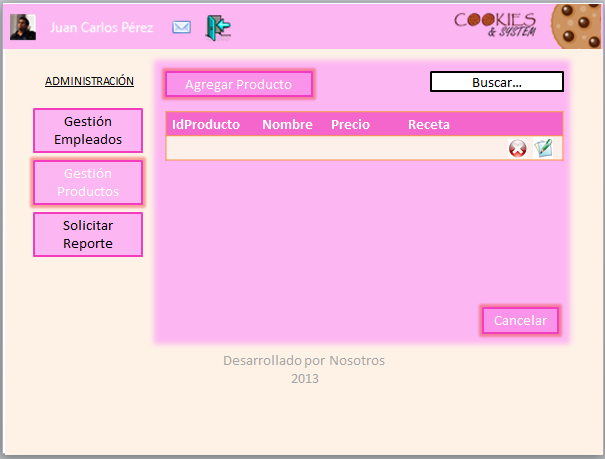 Juan Carlos Pérez
COOKIES
& SYSTEM
ADMINISTRACIÓN
Gestión
Empleados
Gestión
Productos
Solicitar
Reporte
Agregar Producto
Buscar...
IdProducto Nombre Precio Receta
Cancelar
Desarrollado por Nosotros
2013